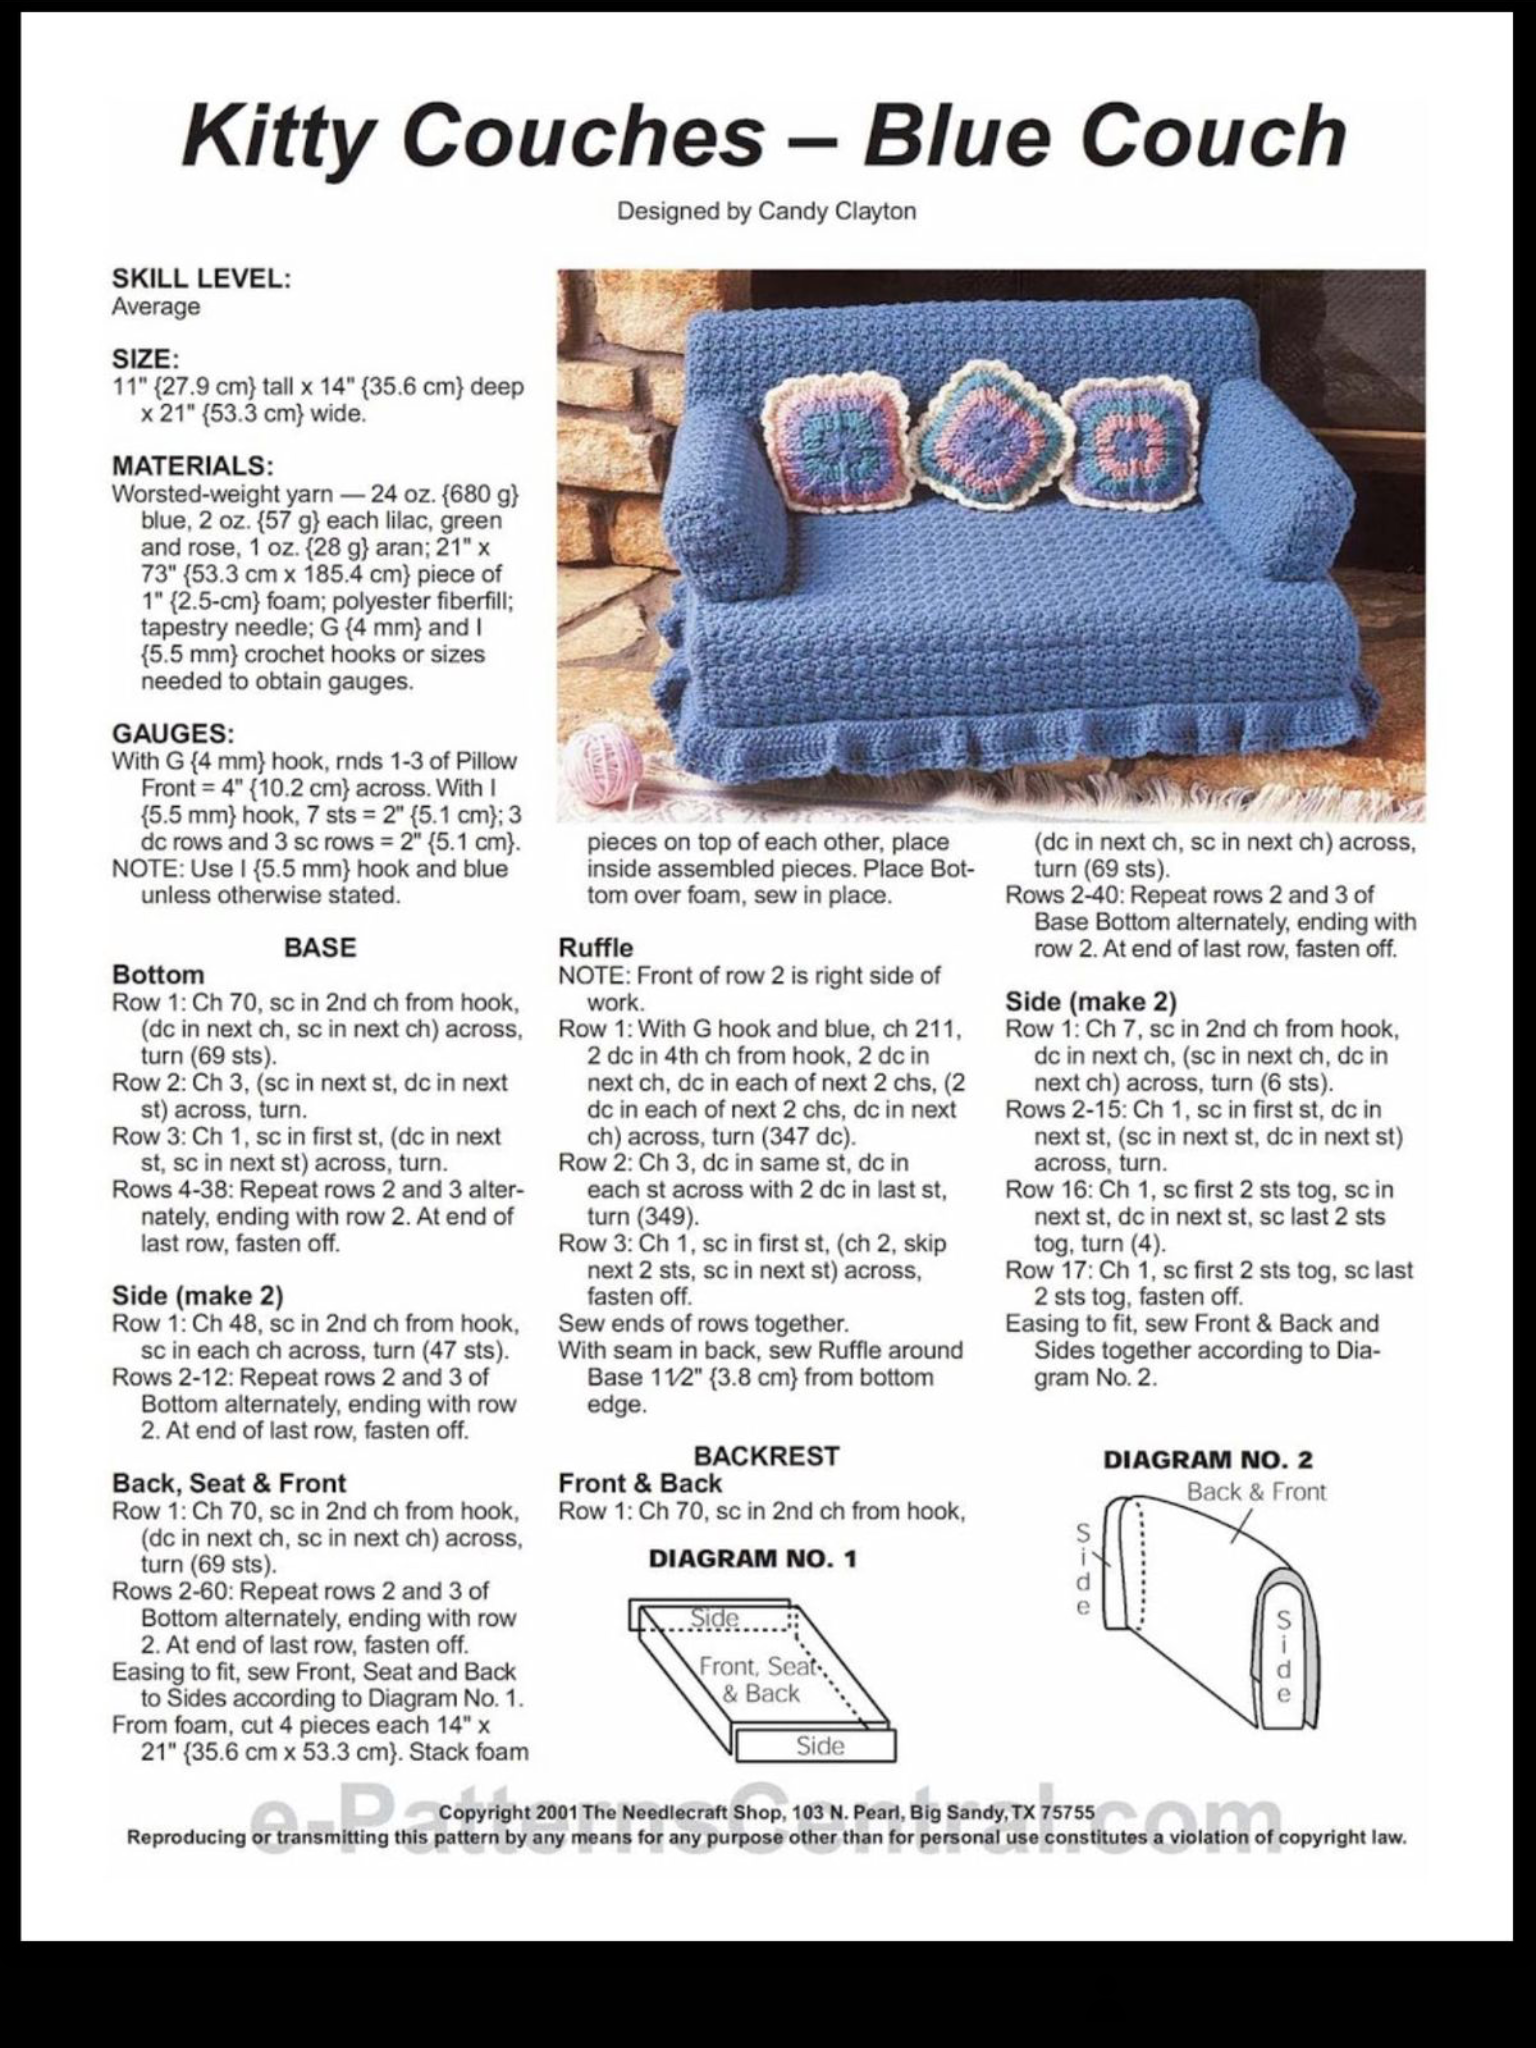 Kitty Couches – Blue Couch
Designed by Candy Clayton
SKILL LEVEL:
Average
SIZE:
11" {27.9 cm} tall x 14" {35.6 cm} deep
x 21" {53.3 cm} wide.
MATERIALS:
Worsted-weight yarn — 24 oz. {680 g}
blue, 2 oz. {57 g} each lilac, green
and rose, 1 oz. {28 g} aran; 21" x
73" {53.3 cm x 185.4 cm} piece of
1" {2.5-cm} foam; polyester fiberfill;
tapestry needle; G {4 mm} and I
{5.5 mm} crochet hooks or sizes
needed to obtain gauges.
GAUGES:
With G {4 mm} hook, rnds 1-3 of Pillow
Front = 4" {10.2 cm} across. With I
{5.5 mm} hook, 7 sts = 2" {5.1 cm}; 3
dc rows and 3 sc rows = 2" {5.1 cm}.
NOTE: Use I {5.5 mm} hook and blue
unless otherwise stated.
BASE
Bottom
Row 1: Ch 70, sc in 2nd ch from hook,
(dc in next ch, sc in next ch) across,
turn (69 sts).
Row 2: Ch 3, (sc in next st, dc in next
st) across, turn.
Row 3: Ch 1, sc in first st, (dc in next
st, sc in next st) across, turn.
Rows 4-38: Repeat rows 2 and 3 alter-
nately, ending with row 2. At end of
last row, fasten off.
Side (make 2)
Row 1: Ch 48, sc in 2nd ch from hook,
sc in each ch across, turn (47 sts).
Rows 2-12: Repeat rows 2 and 3 of
Bottom alternately, ending with row
2. At end of last row, fasten off.
Back, Seat & Front
Row 1: Ch 70, sc in 2nd ch from hook,
(dc in next ch, sc in next ch) across,
turn (69 sts).
Rows 2-60: Repeat rows 2 and 3 of
Bottom alternately, ending with row
2. At end of last row, fasten off.
Easing to fit, sew Front, Seat and Back
to Sides according to Diagram No. 1.
From foam, cut 4 pieces each 14" x
21" {35.6 cm x 53.3 cm}. Stack foam
pieces on top of each other, place
inside assembled pieces. Place Bot-
tom over foam, sew in place.
Ruffle
NOTE: Front of row 2 is right side of
work.
Row 1: With G hook and blue, ch 211,
2 dc in 4th ch from hook, 2 dc in
next ch, dc in each of next 2 chs, (2
dc in each of next 2 chs, dc in next
ch) across, turn (347 dc).
Row 2: Ch 3, dc in same st, dc in
each st across with 2 dc in last st,
turn (349).
Row 3: Ch 1, sc in first st, (ch 2, skip
next 2 sts, sc in next st) across,
fasten off.
Sew ends of rows together.
With seam in back, sew Ruffle around
Base 11⁄2" {3.8 cm} from bottom
edge.
BACKREST
Front & Back
Row 1: Ch 70, sc in 2nd ch from hook,
DIAGRAM NO. 1
Side
Front, Seat
& Back
Side
(dc in next ch, sc in next ch) across,
turn (69 sts).
Rows 2-40: Repeat rows 2 and 3 of
Base Bottom alternately, ending with
row 2. At end of last row, fasten off.
Side (make 2)
Row 1: Ch 7, sc in 2nd ch from hook,
dc in next ch, (sc in next ch, dc in
next ch) across, turn (6 sts).
Rows 2-15: Ch 1, sc in first st, dc in
next st, (sc in next st, dc in next st)
across, turn.
Row 16: Ch 1, sc first 2 sts tog, sc in
next st, dc in next st, sc last 2 sts
tog, turn (4).
Row 17: Ch 1, sc first 2 sts tog, sc last
2 sts tog, fasten off.
Easing to fit, sew Front & Back and
Sides together according to Dia-
gram No. 2.
DIAGRAM NO. 2
Back & Front
Side
Side
e-PatternsCentral.com
Copyright 2001 The Needlecraft Shop, 103 N. Pearl, Big Sandy, TX 75755
Reproducing or transmitting this pattern by any means for any purpose other than for personal use constitutes a violation of copyright law.